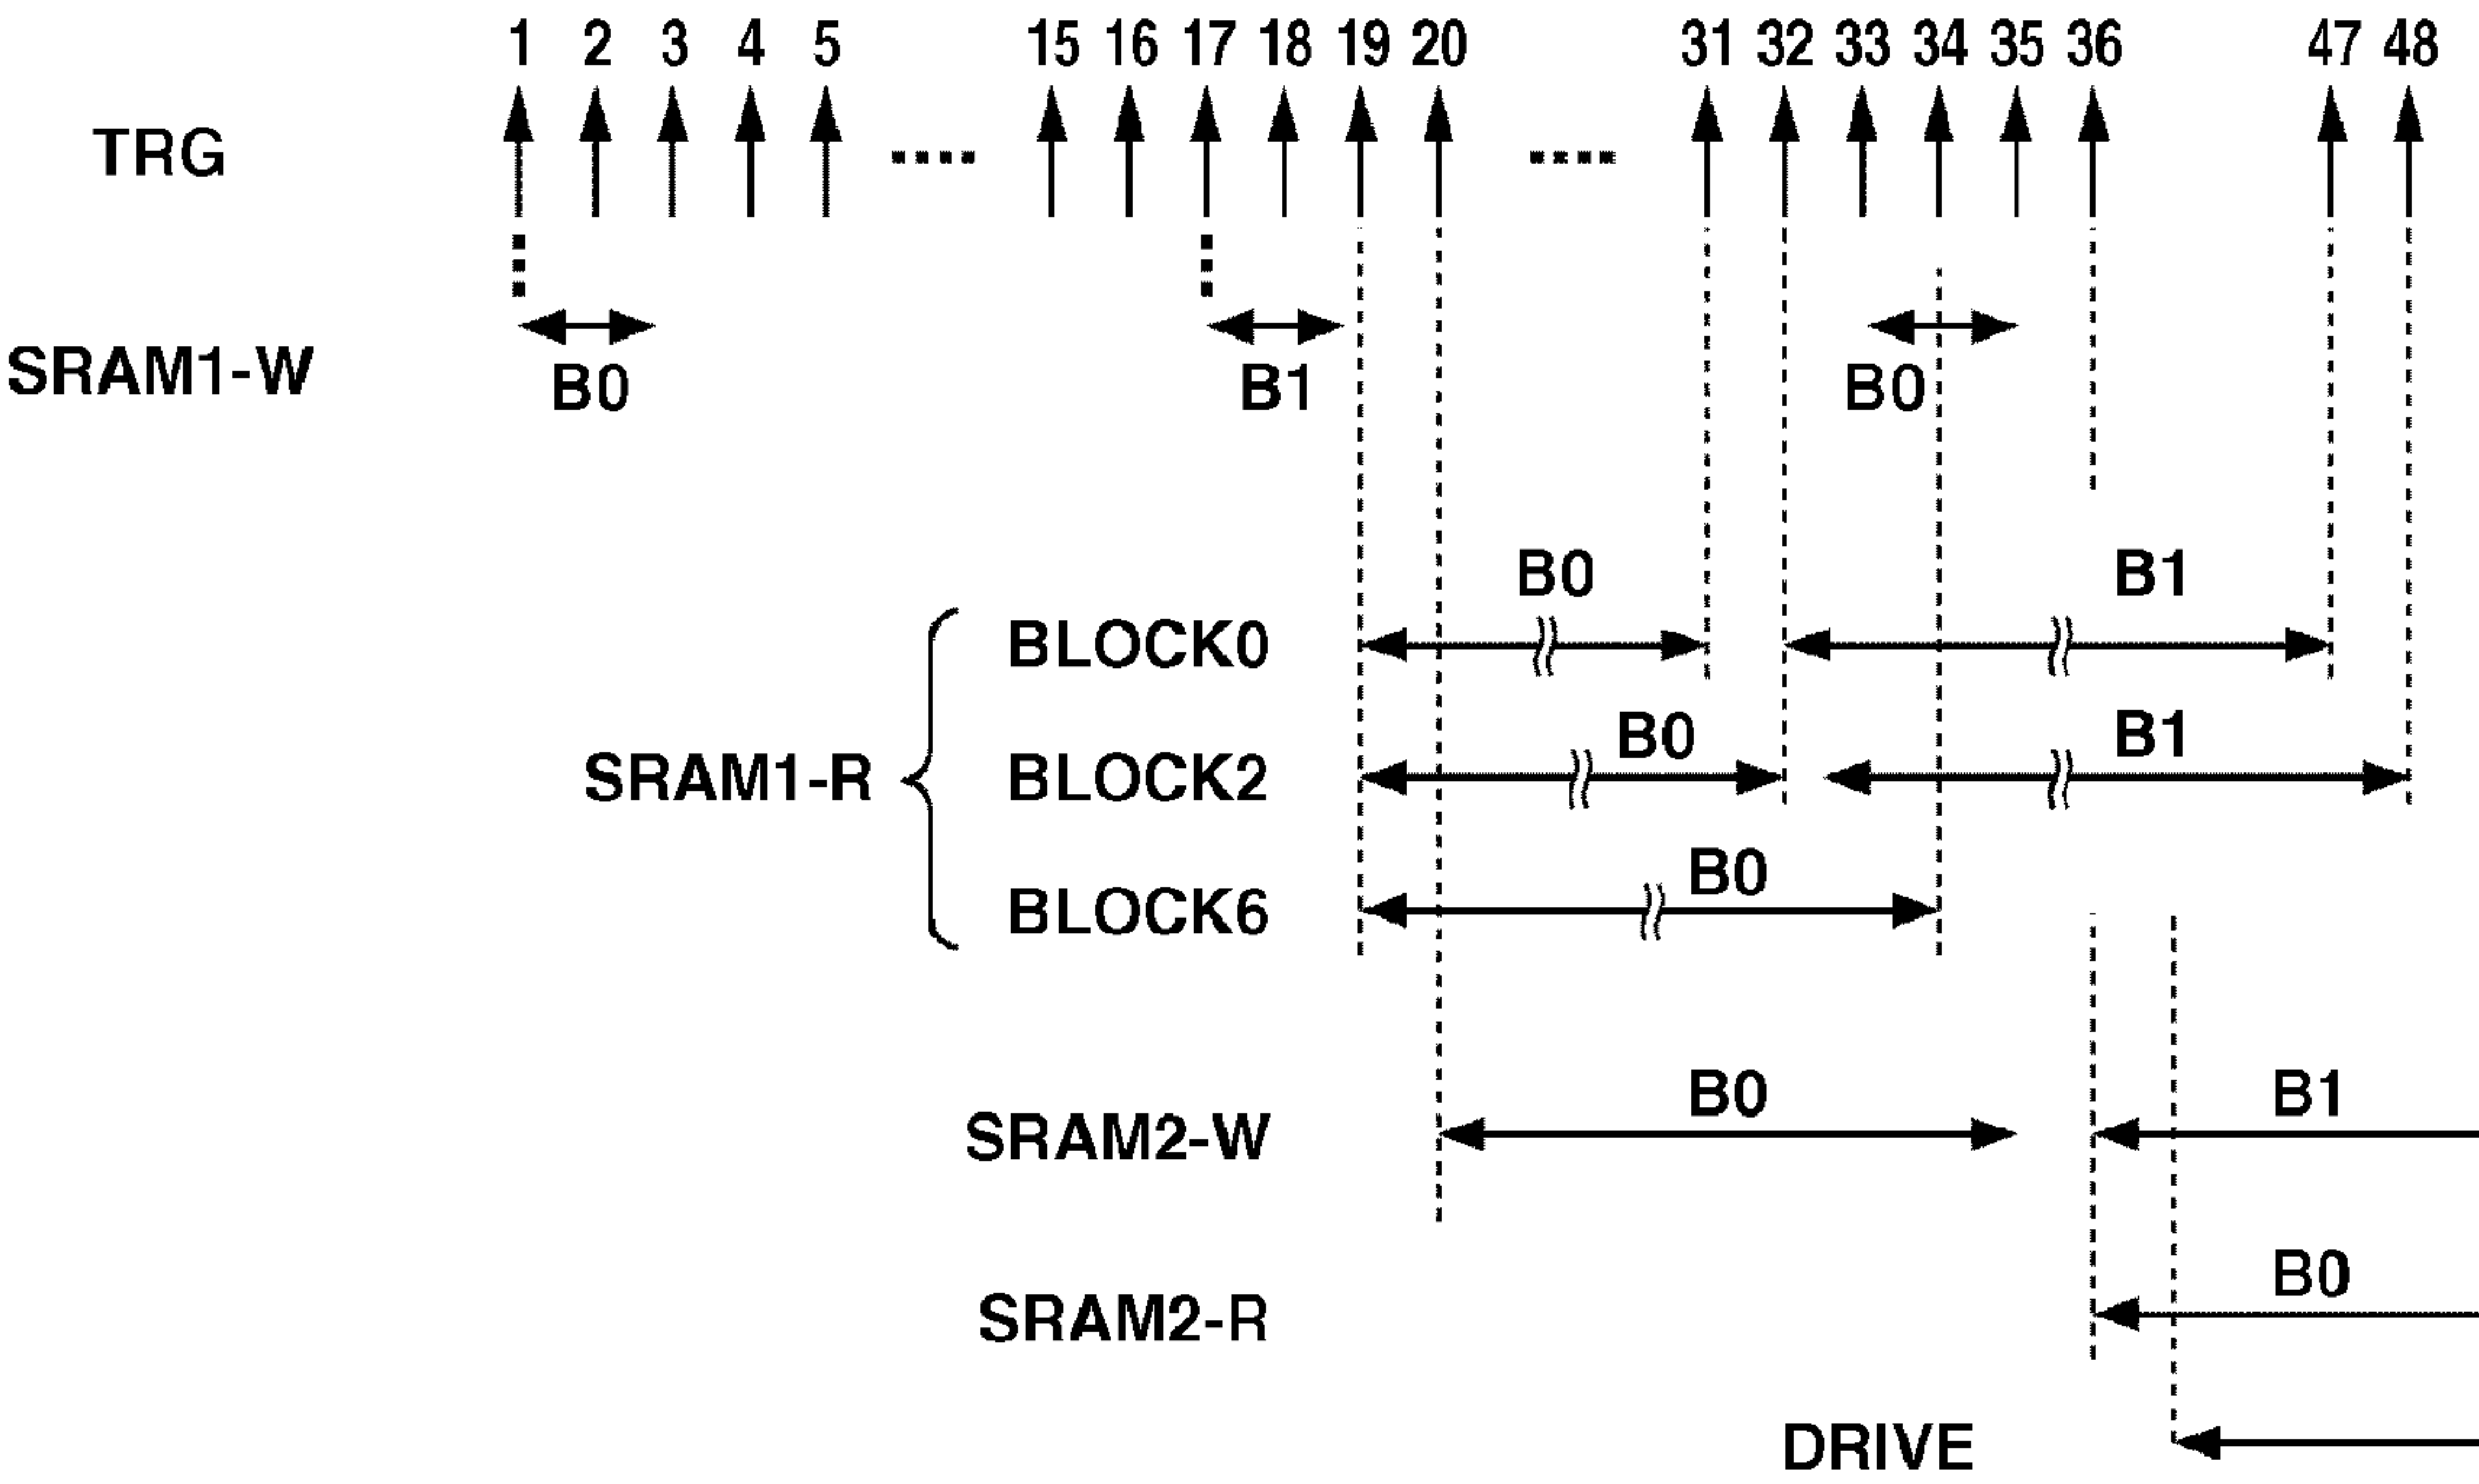 1 2 3 4 5 15 16 17 18 19 20 31 32 33 34 35 36 47 48
TRG
SRAM1-W
B0 B1 B0
B0 B1
BLOCK0
B0 B1
SRAM1-R BLOCK2
B0
BLOCK6
B0 B1
SRAM2-W
B0
SRAM2-R
DRIVE